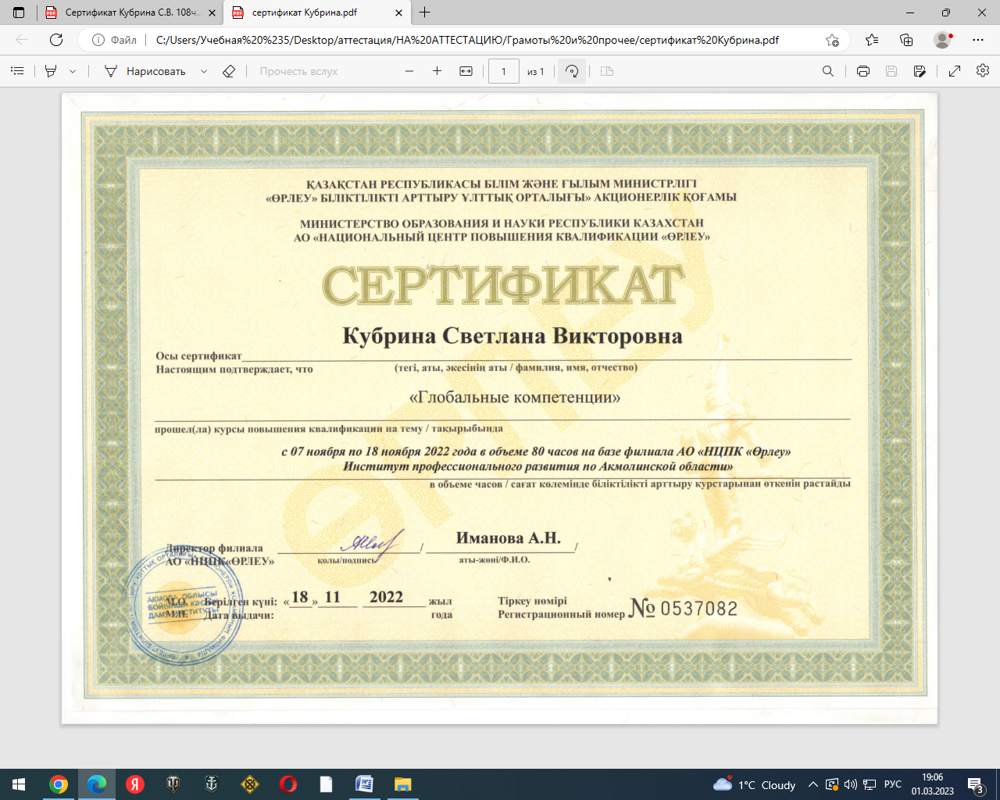 Сертификат Кубрина С.В. 108ч.
сертификат Кубрина.pdf
Файл
C:/Users/Учебная%20%235/Desktop/аттестация/НА%20АТТЕСТАЦИЮ/Грамоты%20и%20прочее/сертификат%20Кубрина.pdf
Нарисовать
Прочесть вслух
1
из 1
ҚАЗАҚСТАН РЕСПУБЛИКАСЫ БІЛІМ ЖӘНЕ ҒЫЛЫМ МИНИСТРЛІГІ
«ӨРЛЕУ» БІЛІКТІЛІКТІ АРТТЫРУ ҰЛТТЫҚ ОРТАЛЫҒЫ» АКЦИОНЕРЛІК ҚОҒАМЫ
МИНИСТЕРСТВО ОБРАЗОВАНИЯ И НАУКИ РЕСПУБЛИКИ КАЗАХСТАН
АО «НАЦИОНАЛЬНЫЙ ЦЕНТР ПОВЫШЕНИЯ КВАЛИФИКАЦИИ «ӨРЛЕУ»
СЕРТИФИКАТ
Кубрина Светлана Викторовна
Осы сертификат
Настоящим подтверждает, что
(тегі, аты, әкесінің аты / фамилия, имя, отчество)
«Глобальные компетенции»
прошел(ла) курсы повышения квалификации на тему / тақырыбында
с 07 ноября по 18 ноября 2022 года в объеме 80 часов на базе филиала АО «НЦПК «Өрлеу»
Институт профессионального развития по Акмолинской области»
в объеме часов / сағат көлемінде біліктілікті арттыру курстарынан өткенін растайды
Директор филиала / Иманова А.Н. /
АО «НЦПК«ӨРЛЕУ» қолы/подпись аты-жөні/Ф.И.О.
М.О. Берілген күні: «18» 11 2022 жыл
М.П. Дата выдачи: года
Тіркеу нөмірі
Регистрационный номер № 0537082
АҚМОЛА ОБЛЫСЫ
БОЙЫНША КӘСІБИ
ДАМУ ИНСТИТУТЫ
ӨРЛЕУ
1°C Cloudy
РУС
19:06
01.03.2023
3